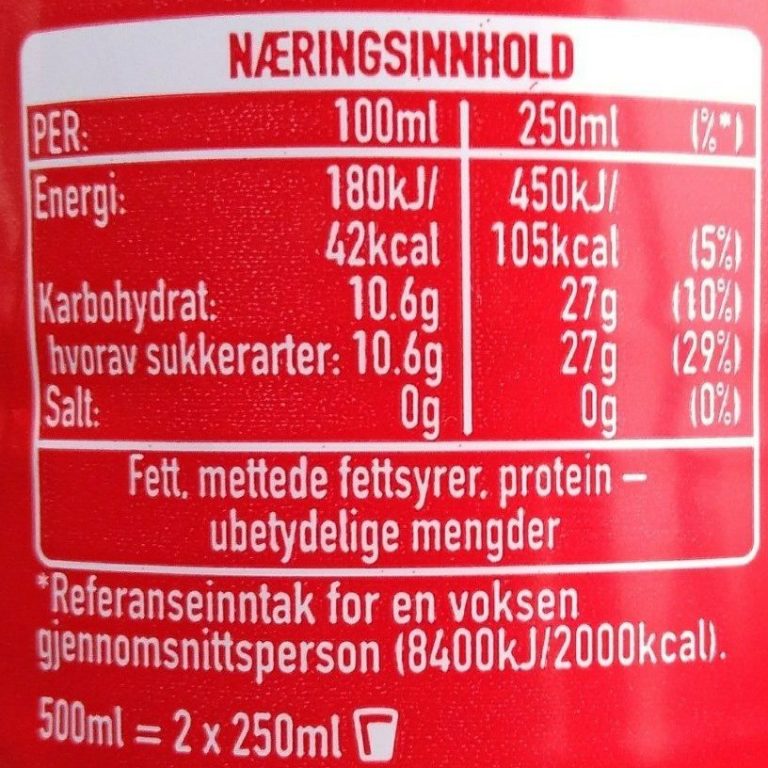 NÆRINGSINNHOLD
PER: 100ml 250ml (%*)
Energi: 180kJ/ 450kJ/
42kcal 105kcal (5%)
Karbohydrat: 10.6g 27g (10%)
hvorav sukkerarter: 10.6g 27g (29%)
Salt: 0g 0g (0%)
Fett, mettede fettsyrer, protein –
ubetydelige mengder
*Referanseinntak for en voksen
gjennomsnittsperson (8400kJ/2000kcal).
500ml = 2 x 250ml